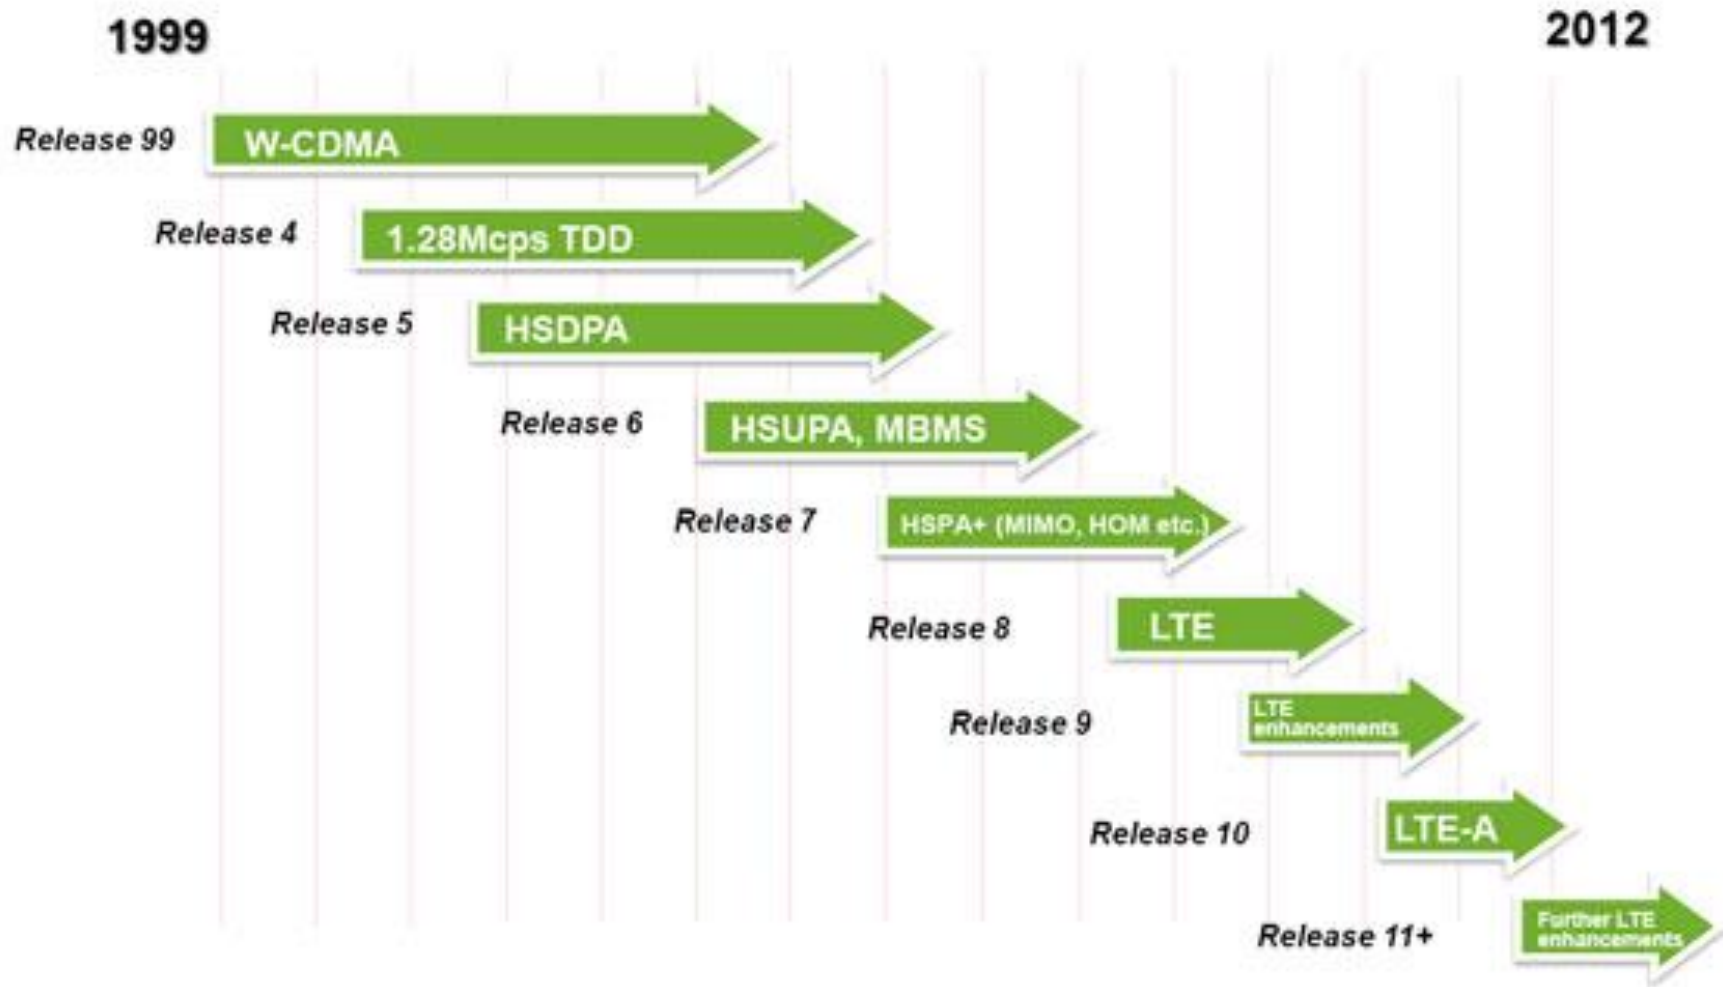 1999
2012
Release 99
W-CDMA
Release 4
1.28Mcps TDD
Release 5
HSDPA
Release 6
HSUPA, MBMS
Release 7
HSPA+ (MIMO, HOM etc.)
Release 8
LTE
Release 9
LTE
enhancements
Release 10
LTE-A
Release 11+
Further LTE
enhancements